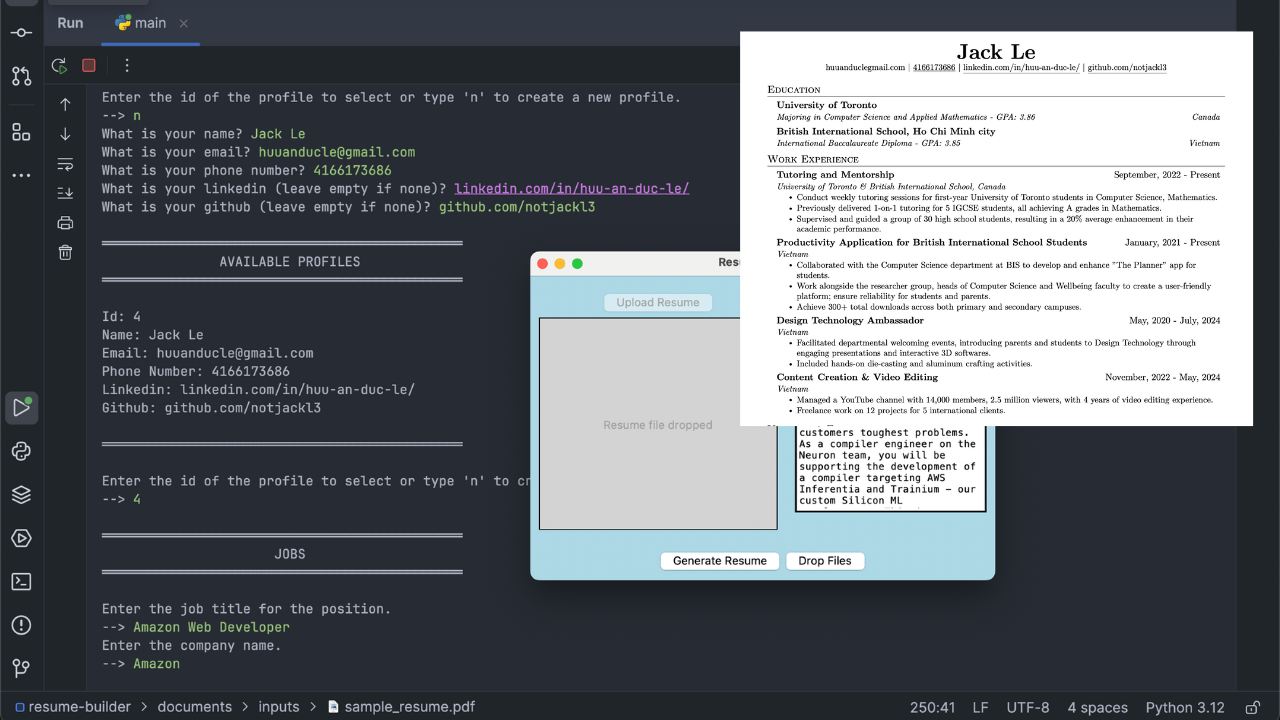 Run
main
Enter the id of the profile to select or type 'n' to create a new profile.
--> n
What is your name? Jack Le
What is your email? huuanducle@gmail.com
What is your phone number? 4166173686
What is your linkedin (leave empty if none)? linkedin.com/in/huu-an-duc-le/
What is your github (leave empty if none)? github.com/notjackl3
AVAILABLE PROFILES
Id: 4
Name: Jack Le
Email: huuanducle@gmail.com
Phone Number: 4166173686
Linkedin: linkedin.com/in/huu-an-duc-le/
Github: github.com/notjackl3
Enter the id of the profile to select or type 'n' to cr
--> 4
JOBS
Enter the job title for the position.
--> Amazon Web Developer
Enter the company name.
--> Amazon
Upload Resume
Resume file dropped
customers toughest problems.
As a compiler engineer on the
Neuron team, you will be
supporting the development of
a compiler targeting AWS
Inferentia and Trainium – our
custom Silicon ML
Generate Resume
Drop Files
Jack Le
huuanduclegmail.com | 4166173686 | linkedin.com/in/huu-an-duc-le/ | github.com/notjackl3
Education
University of Toronto
Majoring in Computer Science and Applied Mathematics - GPA: 3.86 Canada
British International School, Ho Chi Minh city
International Baccalaureate Diploma - GPA: 3.85 Vietnam
Work Experience
Tutoring and Mentorship September, 2022 - Present
University of Toronto & British International School, Canada
• Conduct weekly tutoring sessions for first-year University of Toronto students in Computer Science, Mathematics.
• Previously delivered 1-on-1 tutoring for 5 IGCSE students, all achieving A grades in Mathematics.
• Supervised and guided a group of 30 high school students, resulting in a 20% average enhancement in their
academic performance.
Productivity Application for British International School Students January, 2021 - Present
Vietnam
• Collaborated with the Computer Science department at BIS to develop and enhance "The Planner" app for
students.
• Work alongside the researcher group, heads of Computer Science and Wellbeing faculty to create a user-friendly
platform; ensure reliability for students and parents.
• Achieve 300+ total downloads across both primary and secondary campuses.
Design Technology Ambassador May, 2020 - July, 2024
Vietnam
• Facilitated departmental welcoming events, introducing parents and students to Design Technology through
engaging presentations and interactive 3D softwares.
• Included hands-on die-casting and aluminum crafting activities.
Content Creation & Video Editing November, 2022 - May, 2024
Vietnam
• Managed a YouTube channel with 14,000 members, 2.5 million viewers, with 4 years of video editing experience.
• Freelance work on 12 projects for 5 international clients.
resume-builder > documents > inputs > sample_resume.pdf
250:41 LF UTF-8 4 spaces Python 3.12